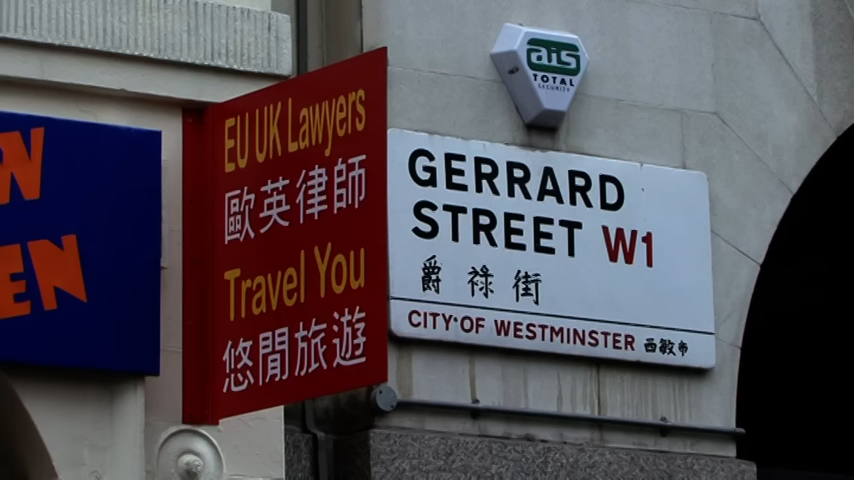 EU UK Lawyers
歐英律師
Travel You
悠閒旅遊
ais
TOTAL
SECURITY
GERRARD
STREET W1
爵祿街
CITY OF WESTMINSTER 西敏市
EN